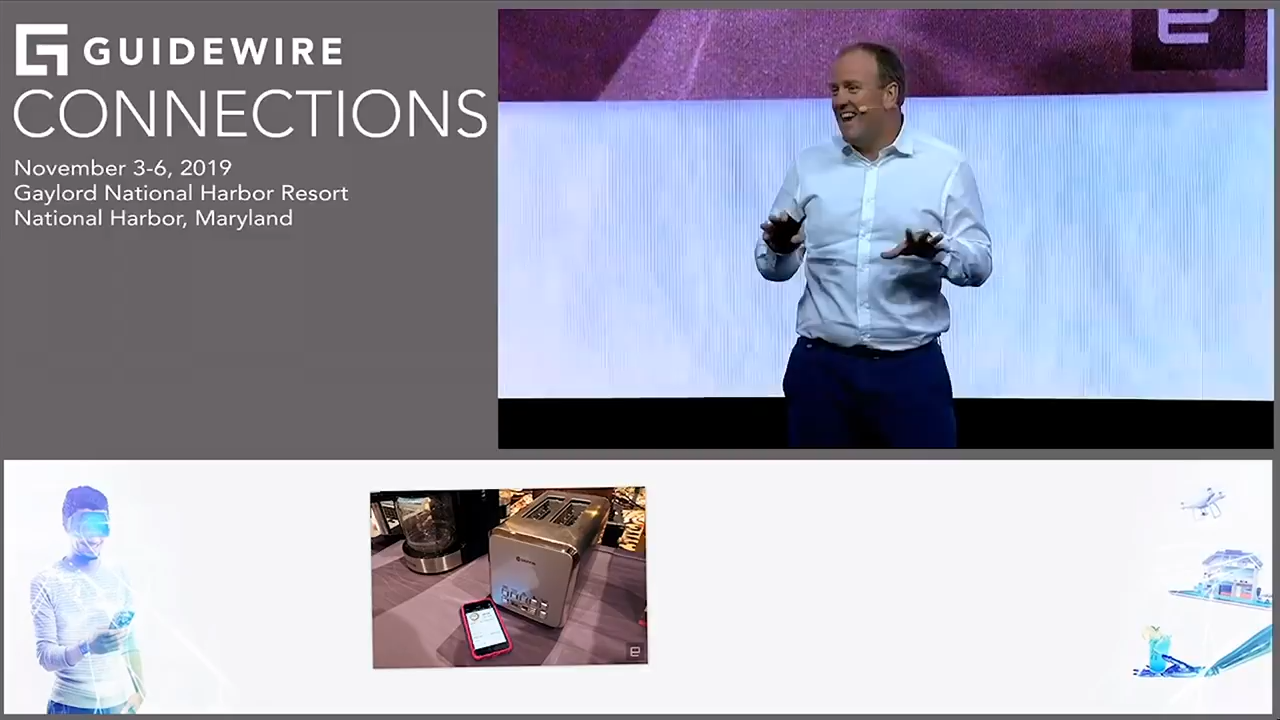 GUIDEWIRE
CONNECTIONS
November 3-6, 2019
Gaylord National Harbor Resort
National Harbor, Maryland